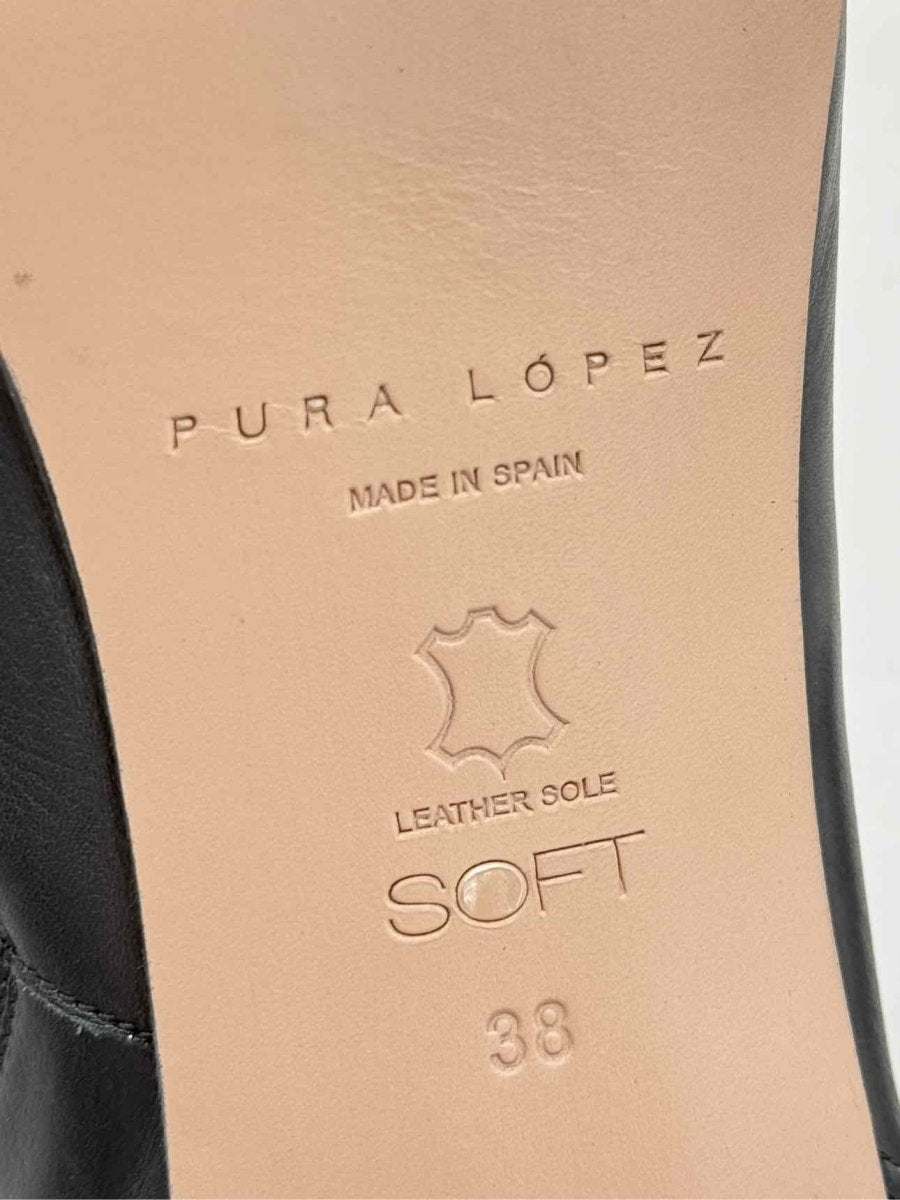 PURA LÓPEZ
MADE IN SPAIN
LEATHER SOLE
SOFT
38